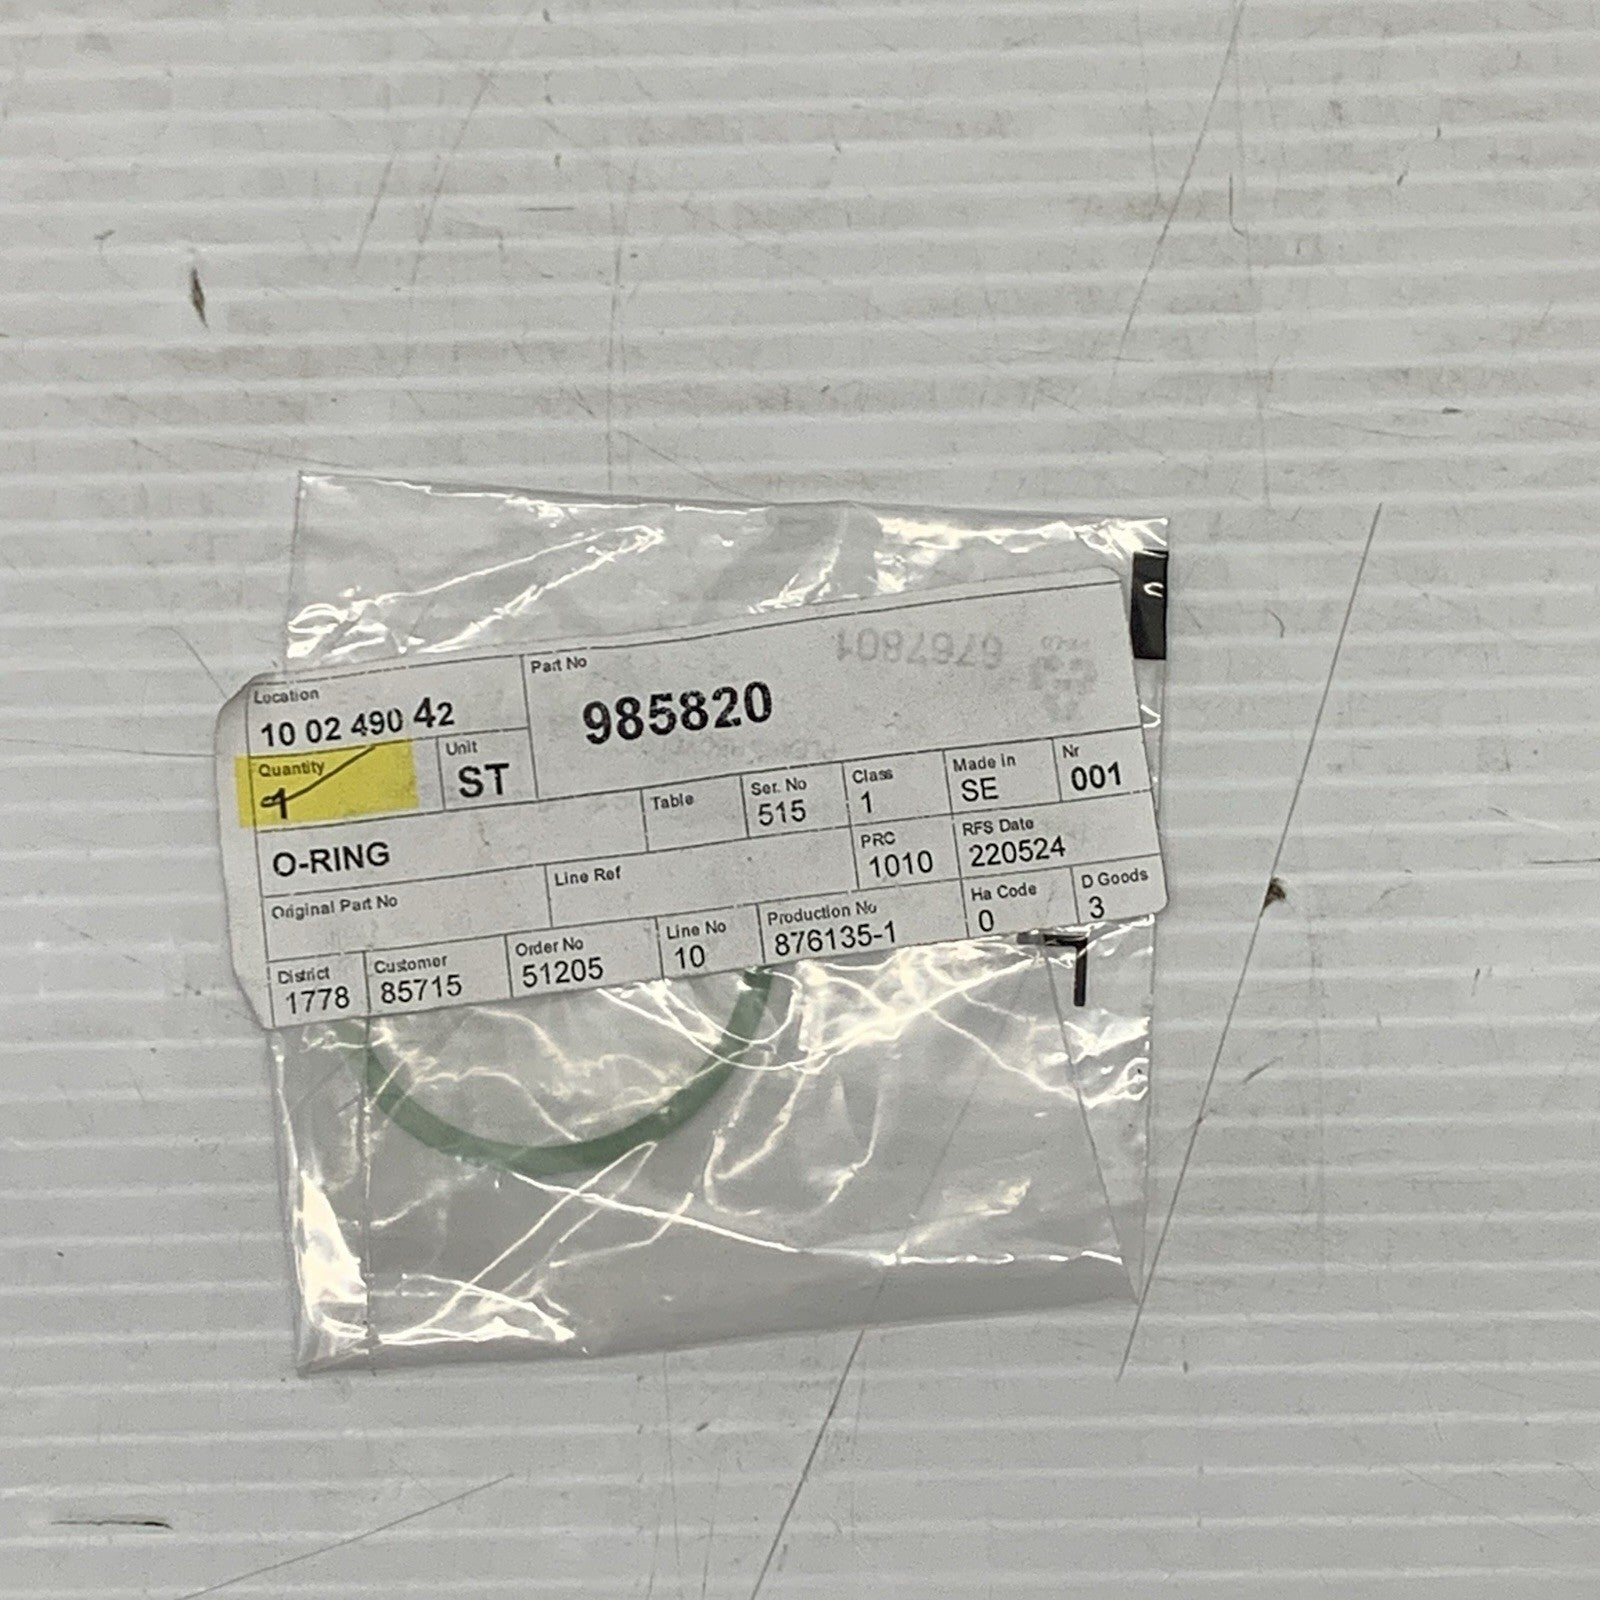 Location
10 02 490 42
Part No
985820
Quantity
1
Unit
ST
O-RING
Table
Ser. No
515
Class
1
Made in
SE
Nr
001
Original Part No
Line Ref
PRC
1010
RFS Date
220524
District
1778
Customer
85715
Order No
51205
Line No
10
Production No
876135-1
Ha Code
0
D Goods
3
6767801